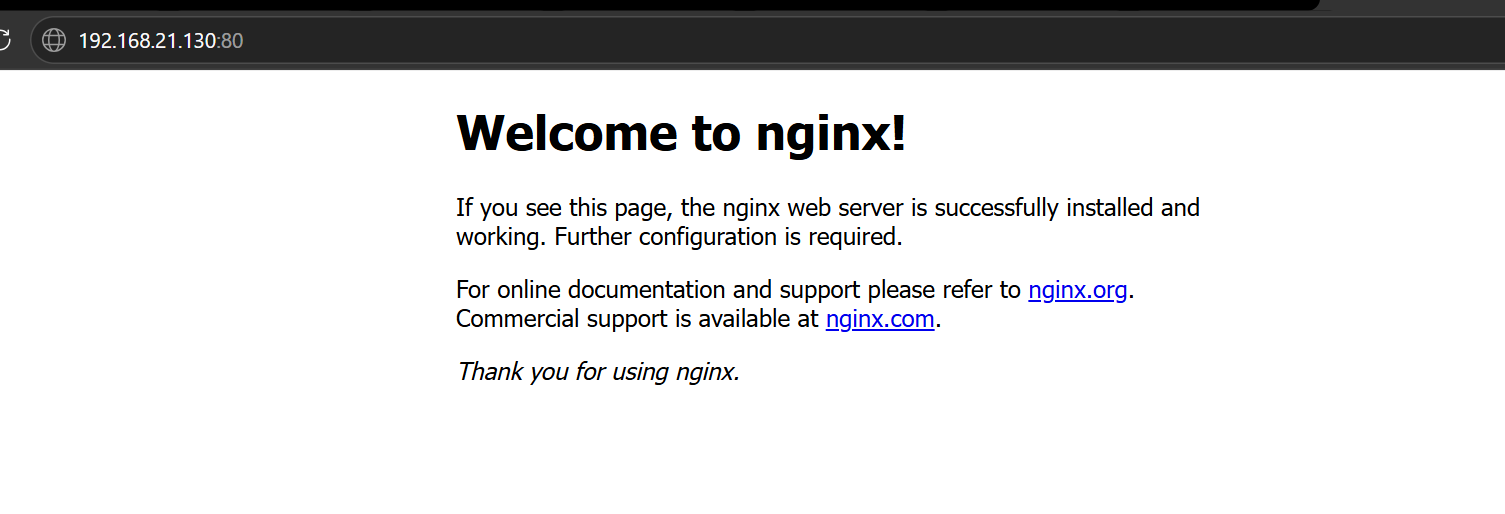 192.168.21.130:80
Welcome to nginx!
If you see this page, the nginx web server is successfully installed and
working. Further configuration is required.
For online documentation and support please refer to nginx.org.
Commercial support is available at nginx.com.
Thank you for using nginx.